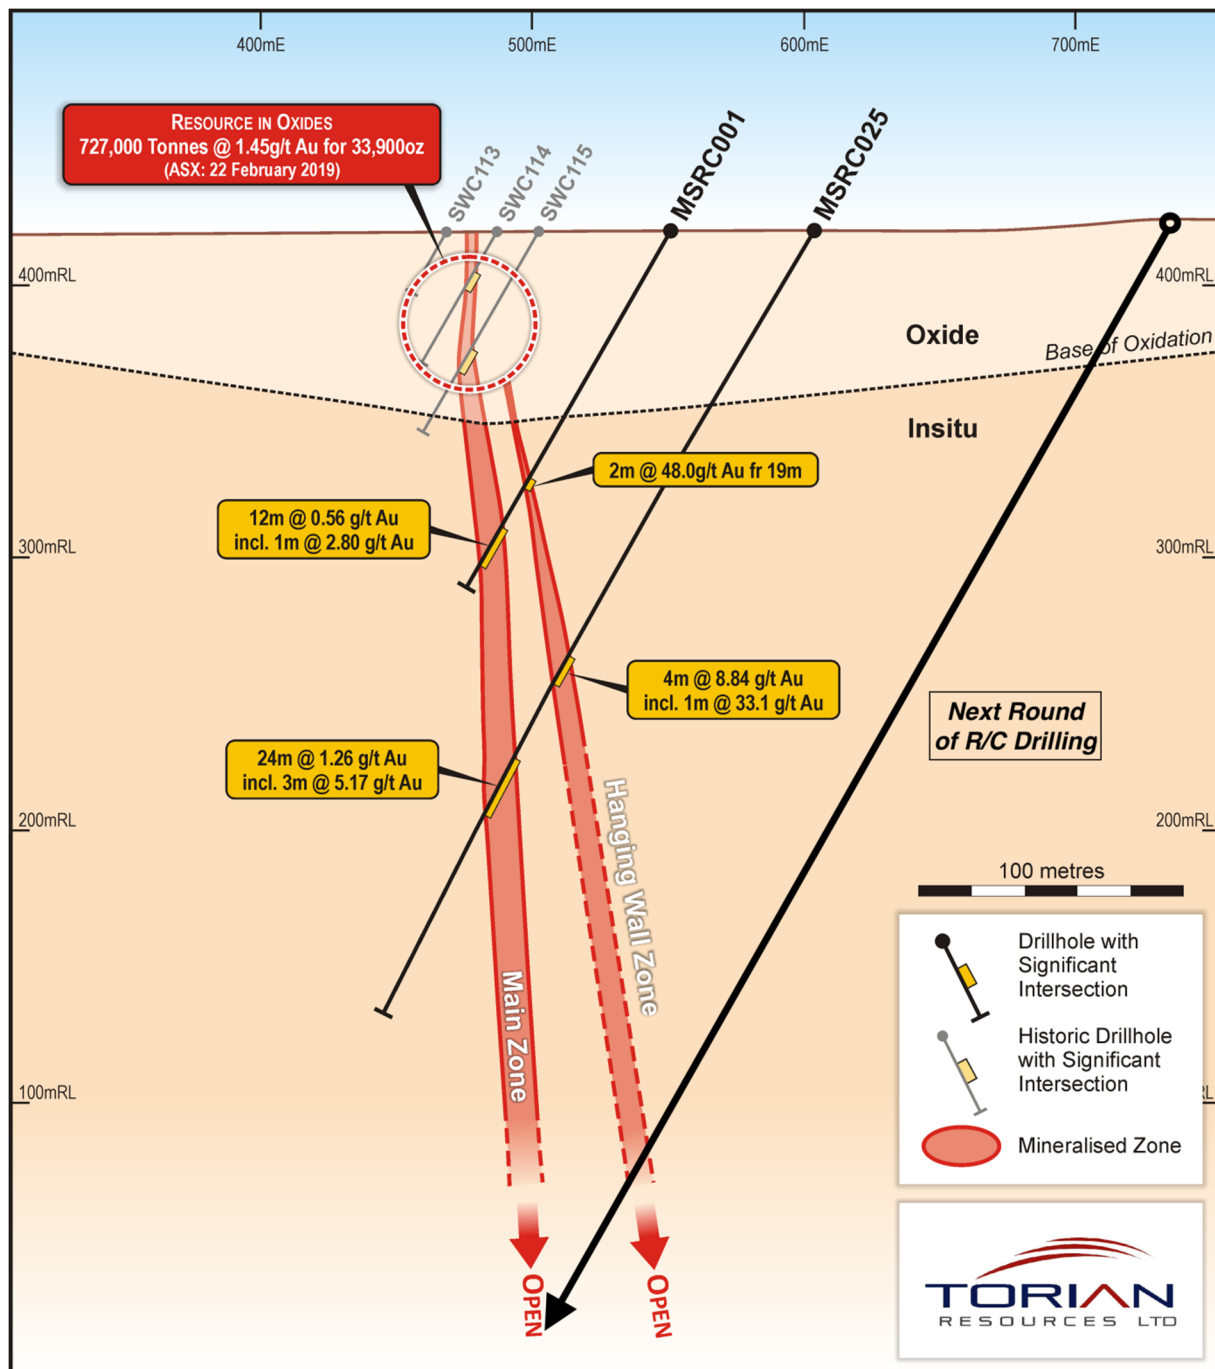 400mE
500mE
600mE
700mE
RESOURCE IN OXIDES
727,000 Tonnes @ 1.45g/t Au for 33,900oz
(ASX: 22 February 2019)
SWC113
SWC114
SWC115
MSRC001
MSRC025
400mRL
400mRL
Oxide
Base of Oxidation
Insitu
2m @ 48.0g/t Au fr 19m
12m @ 0.56 g/t Au
incl. 1m @ 2.80 g/t Au
300mRL
300mRL
4m @ 8.84 g/t Au
incl. 1m @ 33.1 g/t Au
Next Round
of R/C Drilling
24m @ 1.26 g/t Au
incl. 3m @ 5.17 g/t Au
200mRL
200mRL
Hanging Wall Zone
Main Zone
100 metres
Drillhole with
Significant
Intersection
Historic Drillhole
with Significant
Intersection
100mRL
Mineralised Zone
OPEN
OPEN
TORIAN
RESOURCES LTD